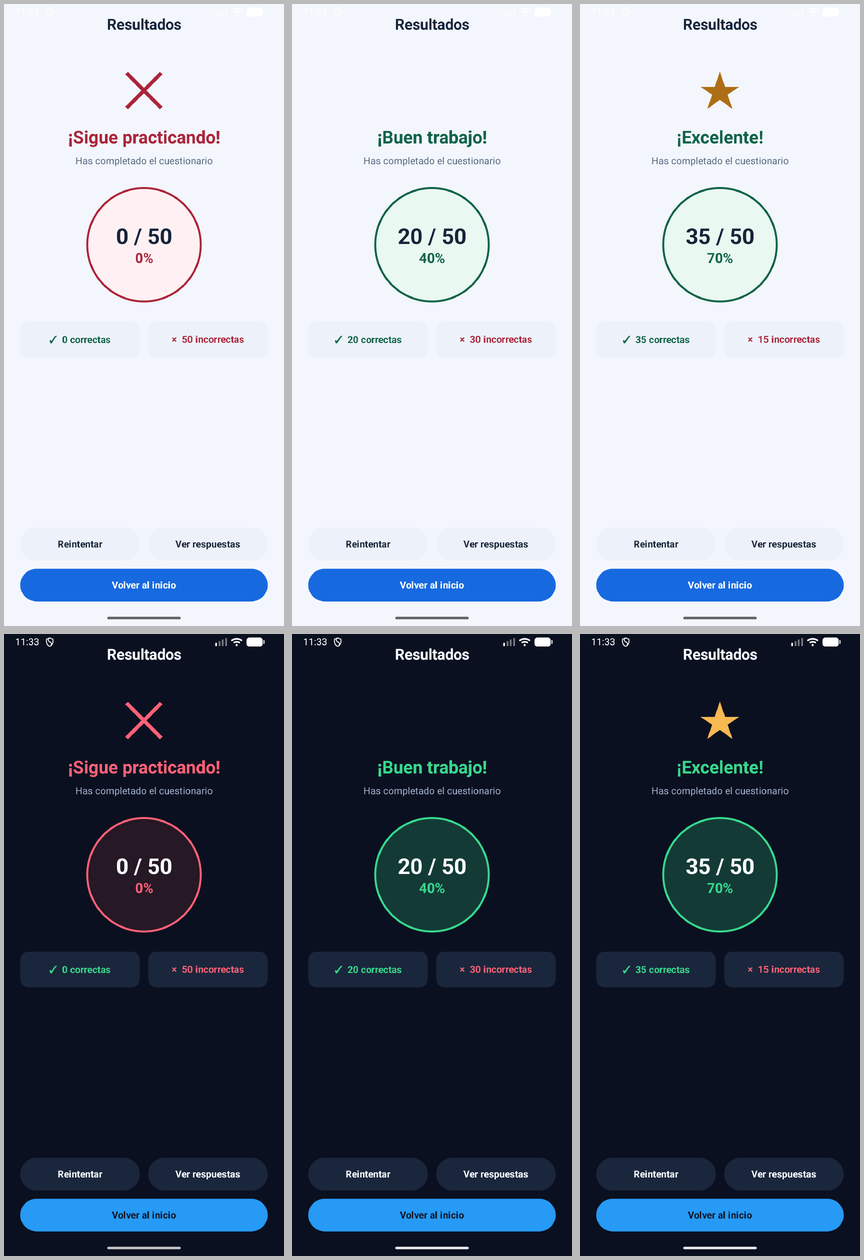 11:33
Resultados
¡Sigue practicando!
Has completado el cuestionario
0 / 50
0%
✓ 0 correctas
× 50 incorrectas
Reintentar
Ver respuestas
Volver al inicio
11:33
Resultados
¡Buen trabajo!
Has completado el cuestionario
20 / 50
40%
✓ 20 correctas
× 30 incorrectas
Reintentar
Ver respuestas
Volver al inicio
11:33
Resultados
¡Excelente!
Has completado el cuestionario
35 / 50
70%
✓ 35 correctas
× 15 incorrectas
Reintentar
Ver respuestas
Volver al inicio
11:33
Resultados
¡Sigue practicando!
Has completado el cuestionario
0 / 50
0%
✓ 0 correctas
× 50 incorrectas
Reintentar
Ver respuestas
Volver al inicio
11:33
Resultados
¡Buen trabajo!
Has completado el cuestionario
20 / 50
40%
✓ 20 correctas
× 30 incorrectas
Reintentar
Ver respuestas
Volver al inicio
11:33
Resultados
¡Excelente!
Has completado el cuestionario
35 / 50
70%
✓ 35 correctas
× 15 incorrectas
Reintentar
Ver respuestas
Volver al inicio